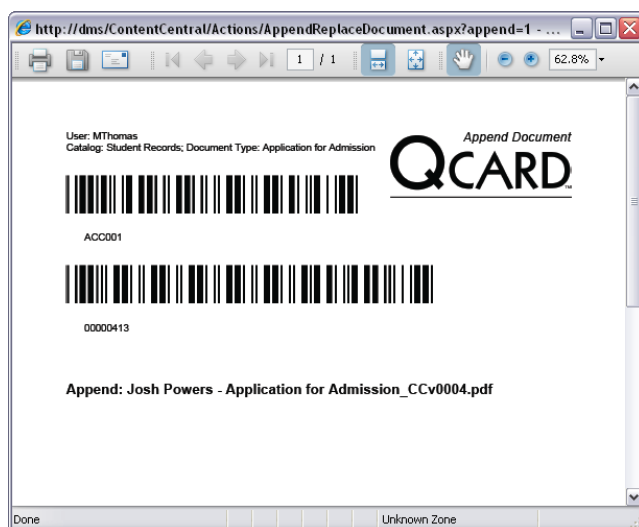 http://dms/ContentCentral/Actions/AppendReplaceDocument.aspx?append=1 - ...
1 / 1 62.8%
User: MThomas
Catalog: Student Records; Document Type: Application for Admission
Append Document
QCARD™
ACC001
00000413
Append: Josh Powers - Application for Admission_CCv0004.pdf
Done Unknown Zone